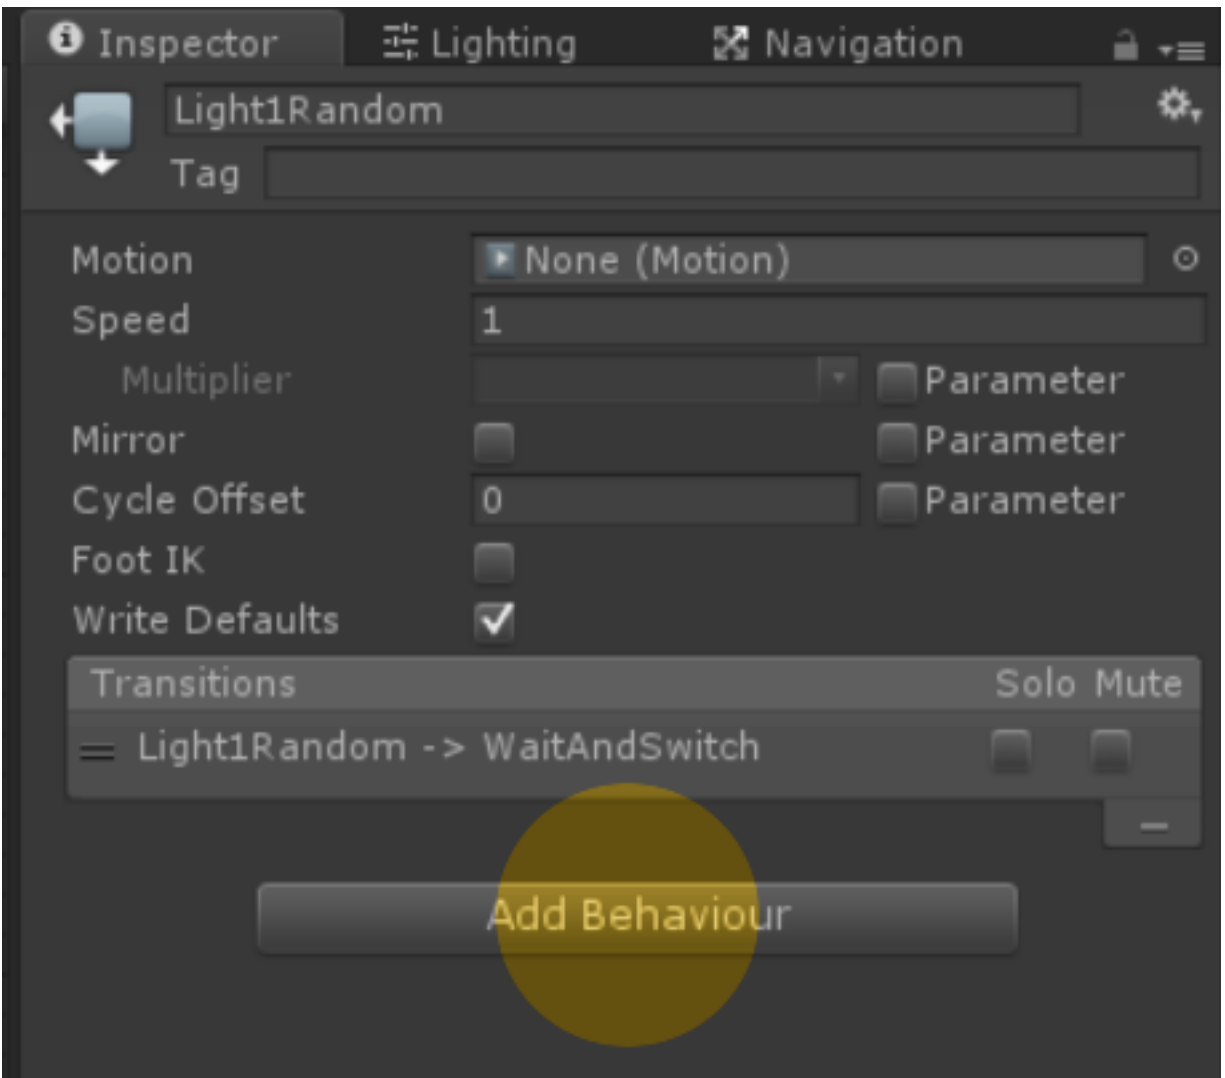 Inspector Lighting Navigation
Light1Random
Tag
Motion None (Motion)
Speed 1
Multiplier Parameter
Mirror Parameter
Cycle Offset 0 Parameter
Foot IK
Write Defaults
Transitions Solo Mute
Light1Random -> WaitAndSwitch
Add Behaviour